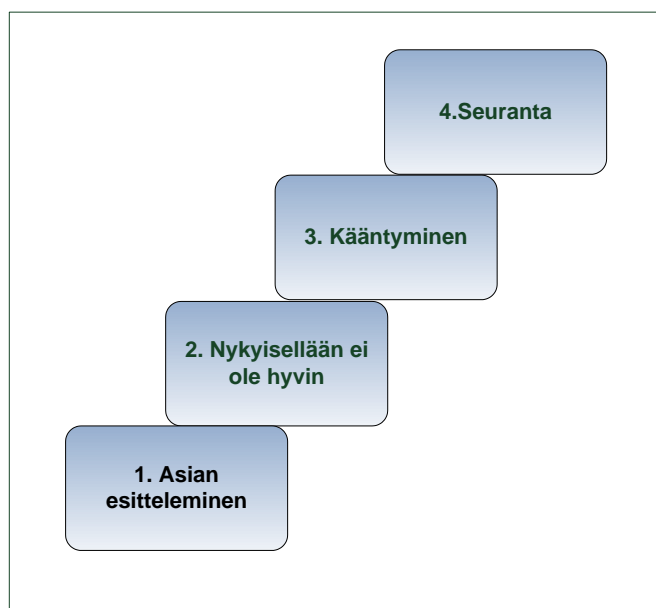 4.Seuranta
3. Kääntyminen
2. Nykyisellään ei
ole hyvin
1. Asian
esitteleminen